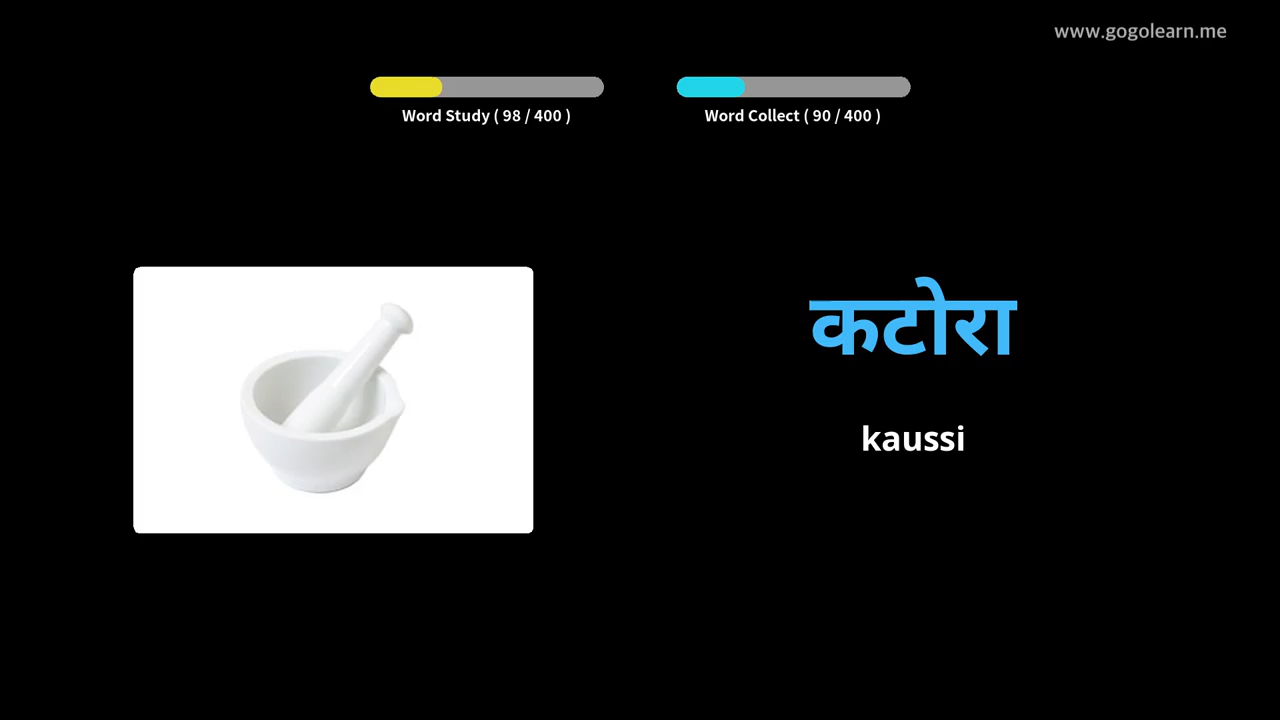 www.gogolearn.me
Word Study ( 98 / 400 )
Word Collect ( 90 / 400 )
कटोरा
kaussi